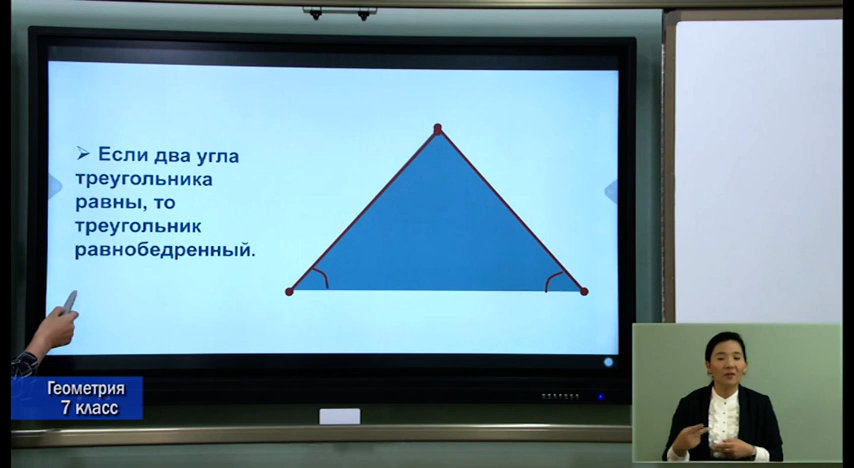 ➢ Если два угла
треугольника
равны, то
треугольник
равнобедренный.
Геометрия
7 класс